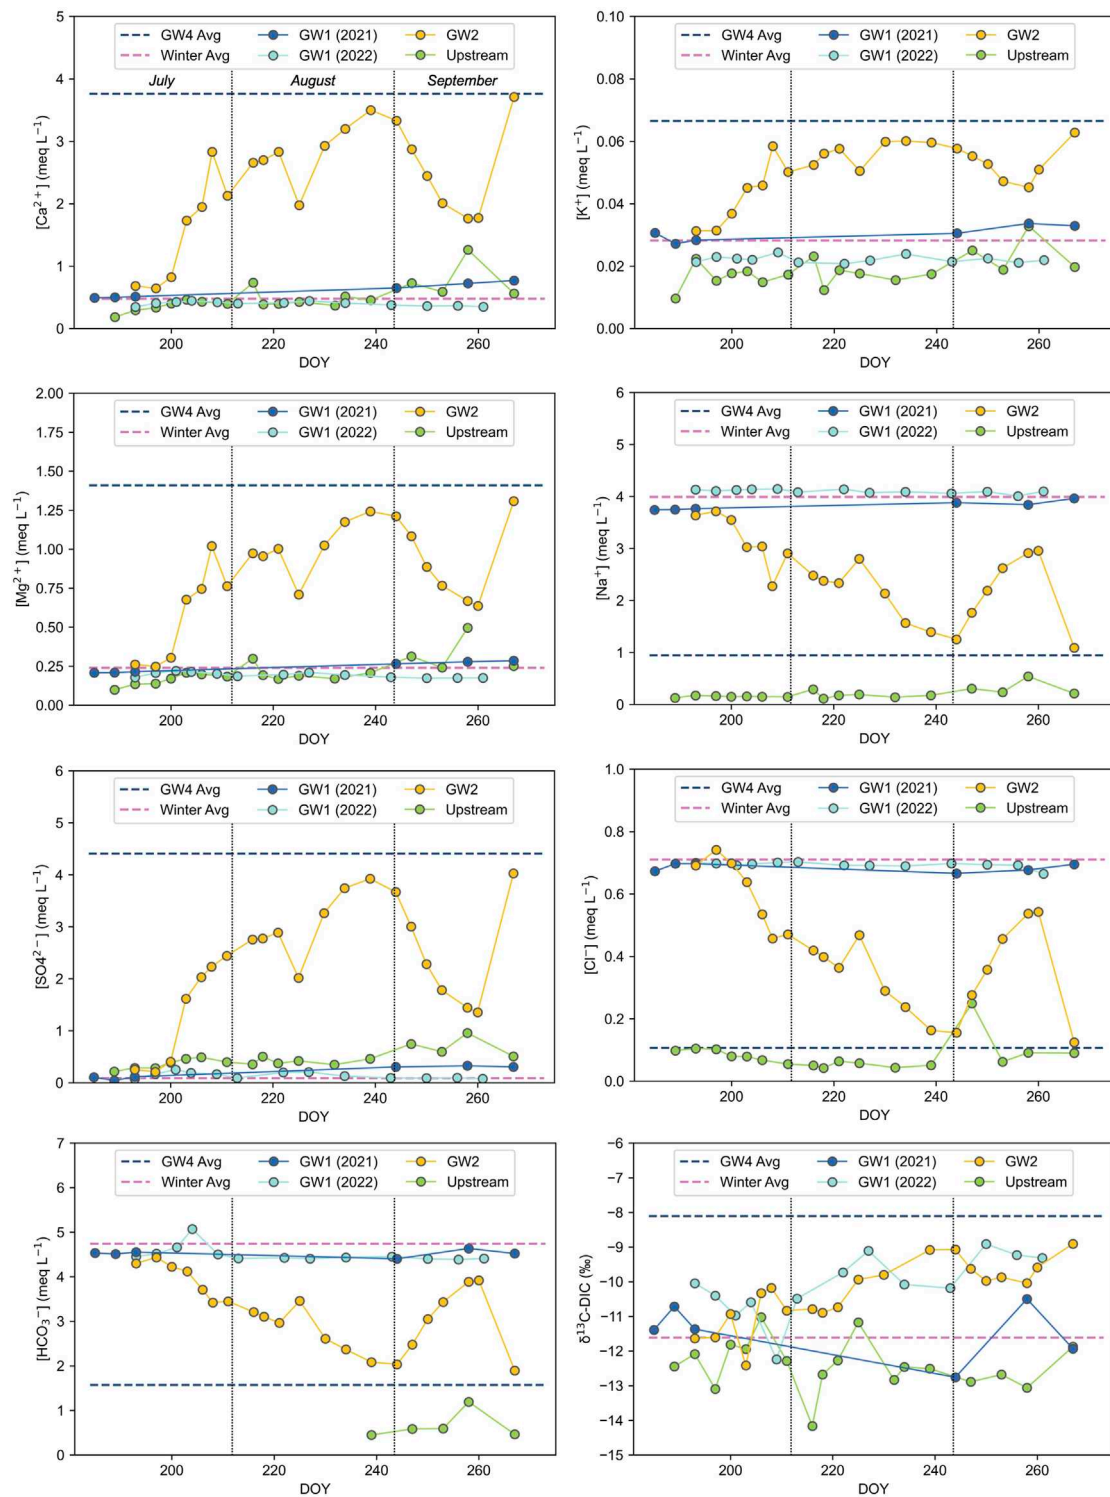 5
4
3
2
1
0
[Ca²⁺] (meq L⁻¹)
GW4 Avg GW1 (2021) GW2
Winter Avg GW1 (2022) Upstream
July August September
200 220 240 260
DOY
0.10
0.08
0.06
0.04
0.02
0.00
[K⁺] (meq L⁻¹)
GW4 Avg GW1 (2021) GW2
Winter Avg GW1 (2022) Upstream
200 220 240 260
DOY
2.00
1.75
1.50
1.25
1.00
0.75
0.50
0.25
0.00
[Mg²⁺] (meq L⁻¹)
GW4 Avg GW1 (2021) GW2
Winter Avg GW1 (2022) Upstream
200 220 240 260
DOY
6
5
4
3
2
1
0
[Na⁺] (meq L⁻¹)
GW4 Avg GW1 (2021) GW2
Winter Avg GW1 (2022) Upstream
200 220 240 260
DOY
6
5
4
3
2
1
0
[SO4²⁻] (meq L⁻¹)
GW4 Avg GW1 (2021) GW2
Winter Avg GW1 (2022) Upstream
200 220 240 260
DOY
1.0
0.8
0.6
0.4
0.2
0.0
[Cl⁻] (meq L⁻¹)
GW4 Avg GW1 (2021) GW2
Winter Avg GW1 (2022) Upstream
200 220 240 260
DOY
7
6
5
4
3
2
1
0
[HCO₃⁻] (meq L⁻¹)
GW4 Avg GW1 (2021) GW2
Winter Avg GW1 (2022) Upstream
200 220 240 260
DOY
−6
−7
−8
−9
−10
−11
−12
−13
−14
−15
δ¹³C-DIC (‰)
GW4 Avg GW1 (2021) GW2
Winter Avg GW1 (2022) Upstream
200 220 240 260
DOY